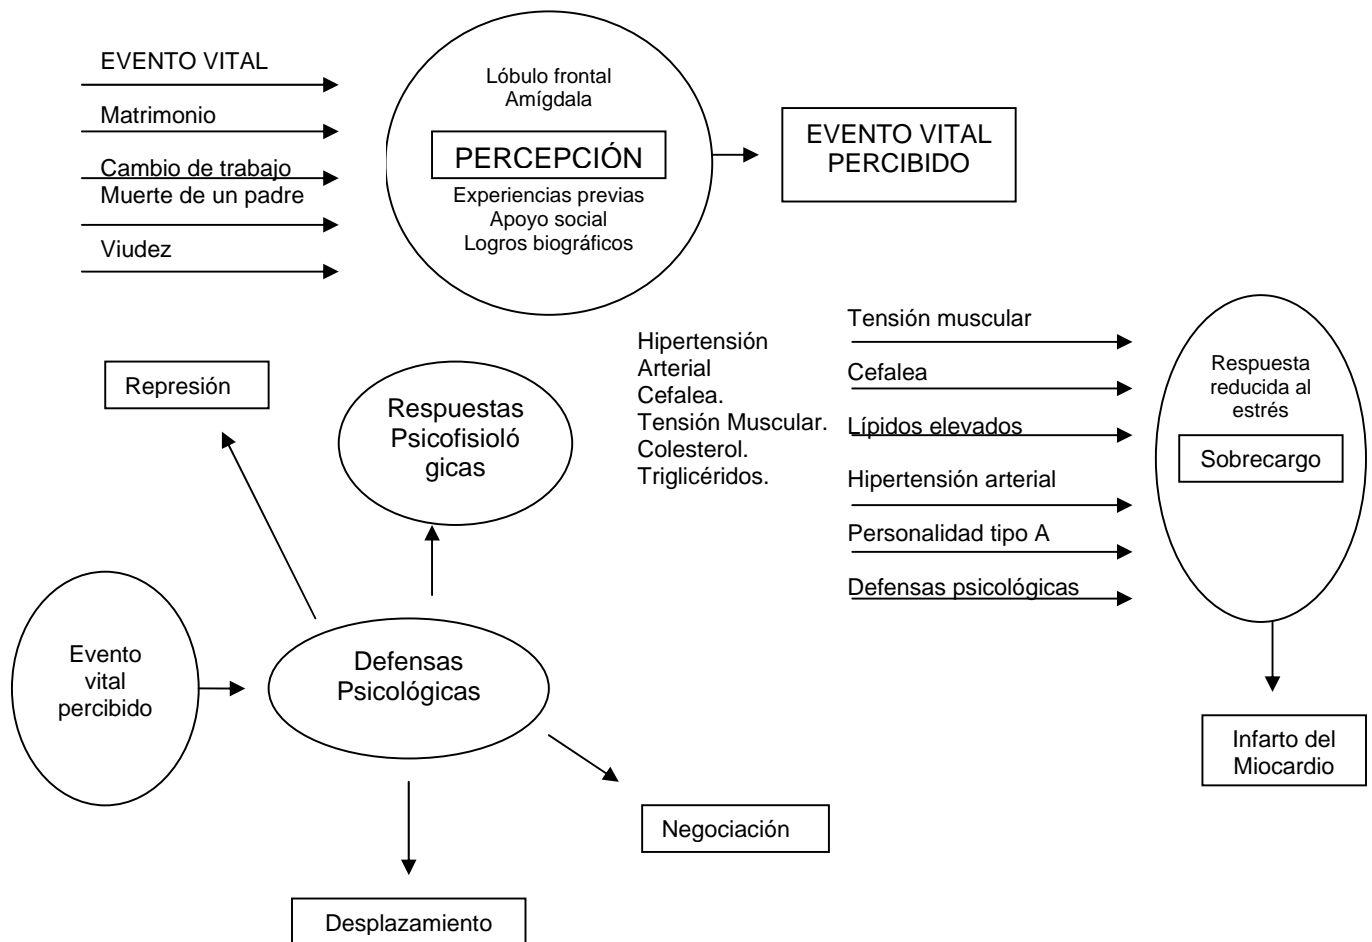 EVENTO VITAL
Matrimonio
Cambio de trabajo
Muerte de un padre
Viudez
Lóbulo frontal
Amígdala
PERCEPCIÓN
Experiencias previas
Apoyo social
Logros biográficos
EVENTO VITAL
PERCIBIDO
Represión
Respuestas
Psicofisioló
gicas
Hipertensión
Arterial
Cefalea.
Tensión Muscular.
Colesterol.
Triglicéridos.
Tensión muscular
Cefalea
Lípidos elevados
Hipertensión arterial
Personalidad tipo A
Defensas psicológicas
Respuesta
reducida al
estrés
Sobrecargo
Evento
vital
percibido
Defensas
Psicológicas
Infarto del
Miocardio
Negociación
Desplazamiento